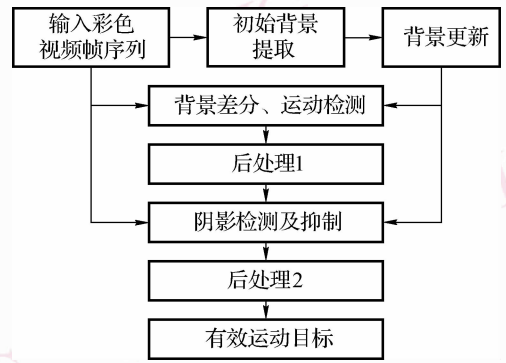 输入彩色
视频帧序列
初始背景
提取
背景更新
背景差分、运动检测
后处理1
阴影检测及抑制
后处理2
有效运动目标